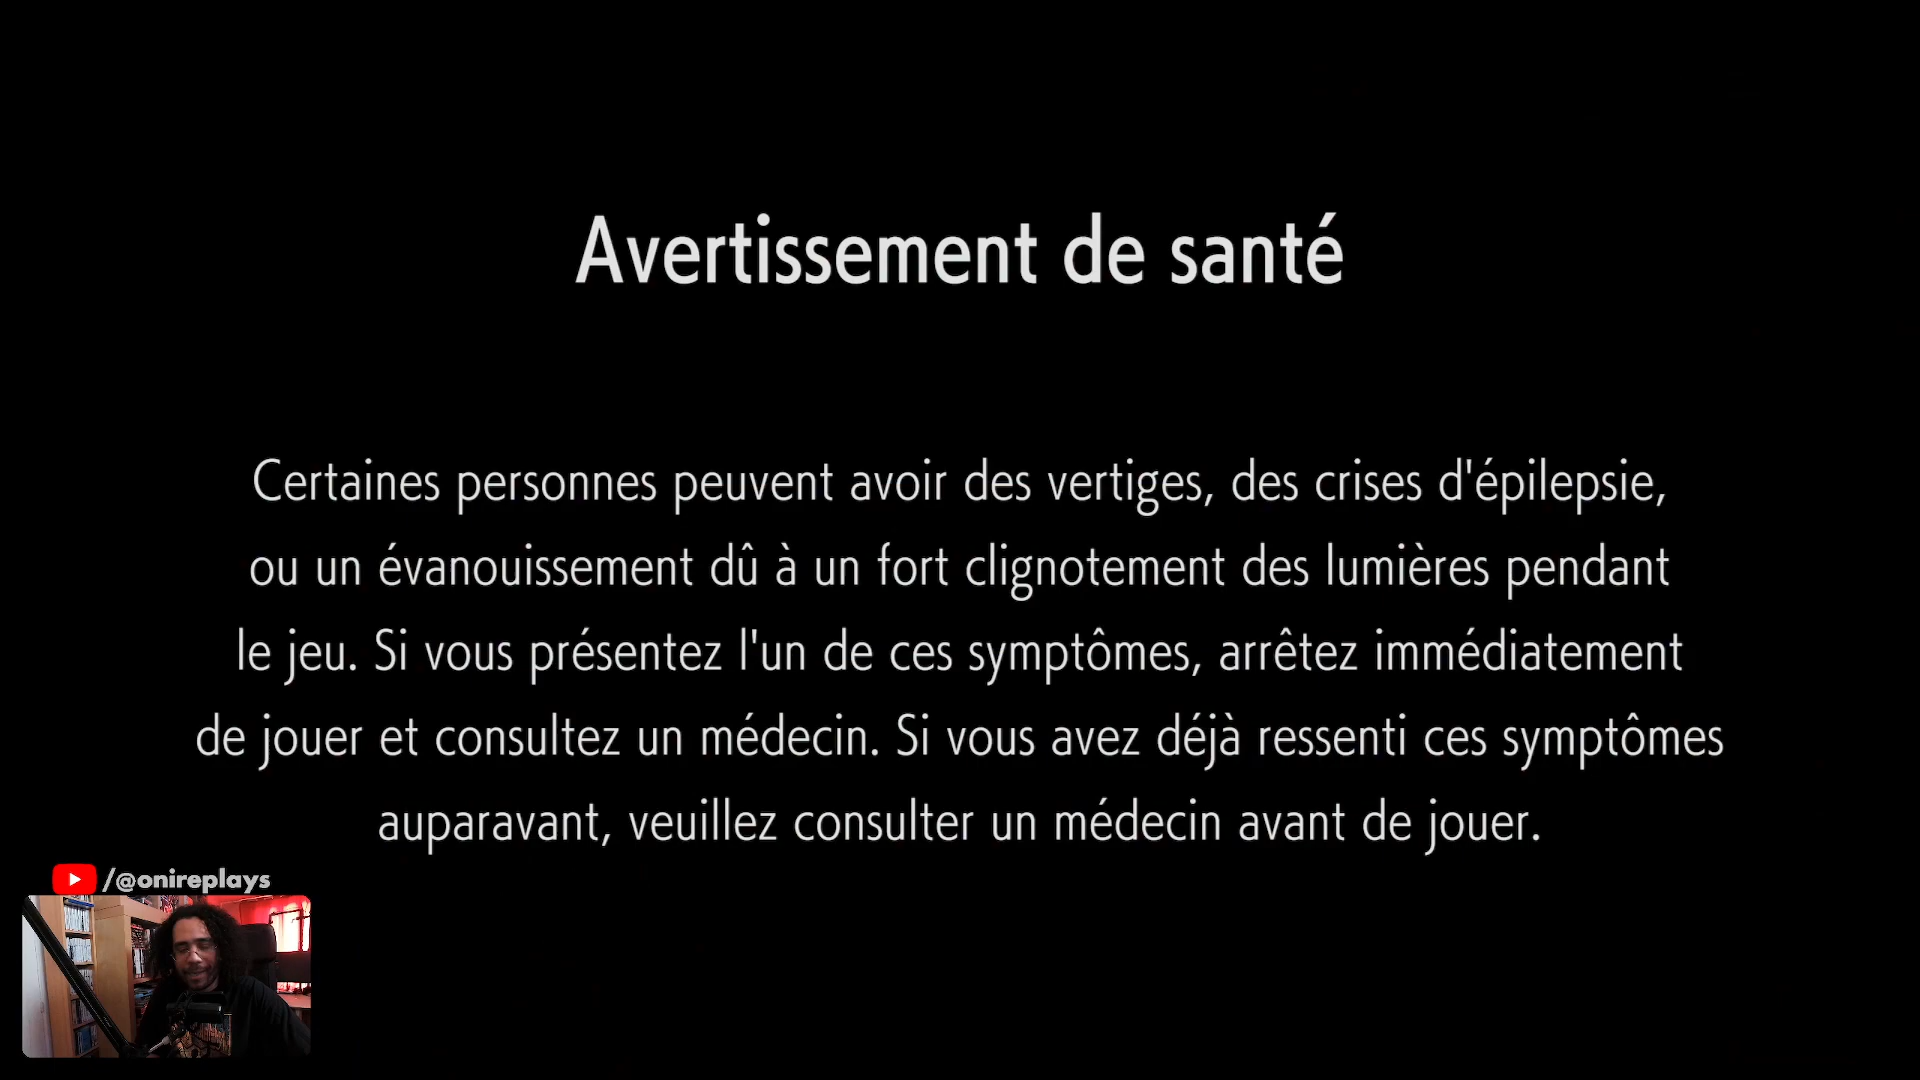 Avertissement de santé
Certaines personnes peuvent avoir des vertiges, des crises d'épilepsie,
ou un évanouissement dû à un fort clignotement des lumières pendant
le jeu. Si vous présentez l'un de ces symptômes, arrêtez immédiatement
de jouer et consultez un médecin. Si vous avez déjà ressenti ces symptômes
auparavant, veuillez consulter un médecin avant de jouer.
/@onireplays